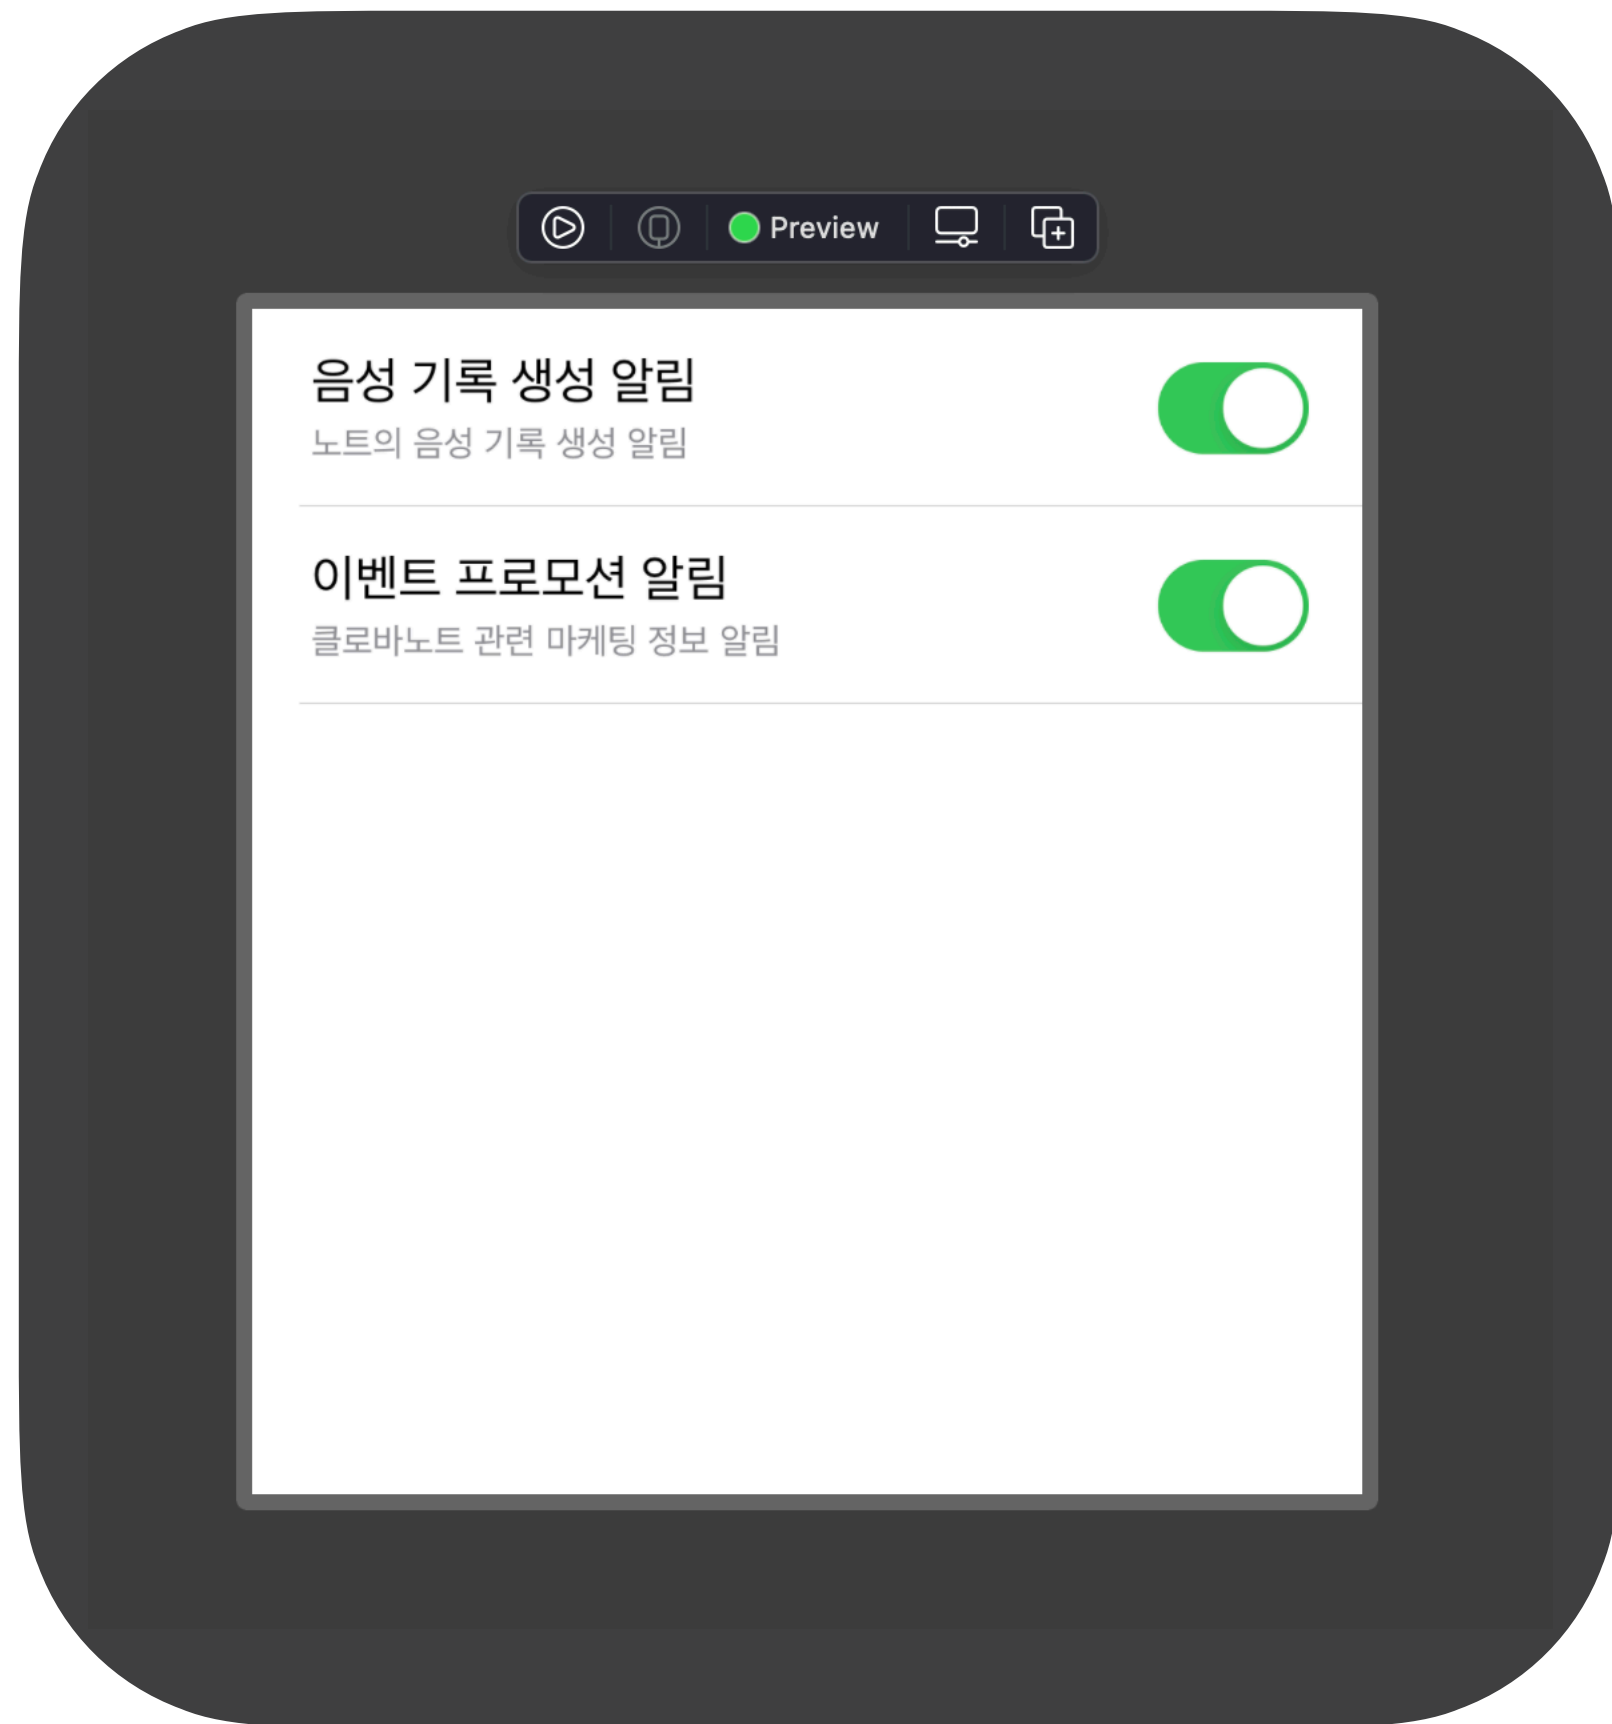 Preview
음성 기록 생성 알림
노트의 음성 기록 생성 알림
이벤트 프로모션 알림
클로바노트 관련 마케팅 정보 알림